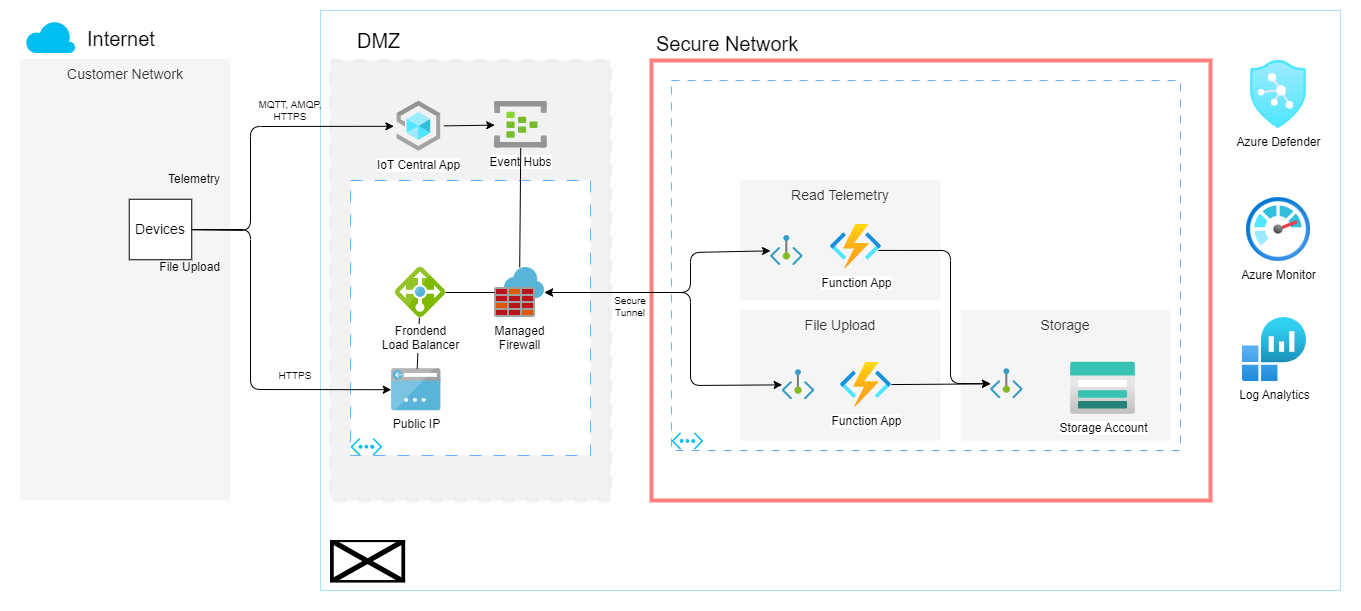 Internet
Customer Network
DMZ
Secure Network
MQTT, AMQP,
HTTPS
Telemetry
Devices
File Upload
HTTPS
IoT Central App
Event Hubs
Frondend
Load Balancer
Managed
Firewall
Public IP
Secure
Tunnel
Read Telemetry
Function App
File Upload
Function App
Storage
Storage Account
Azure Defender
Azure Monitor
Log Analytics